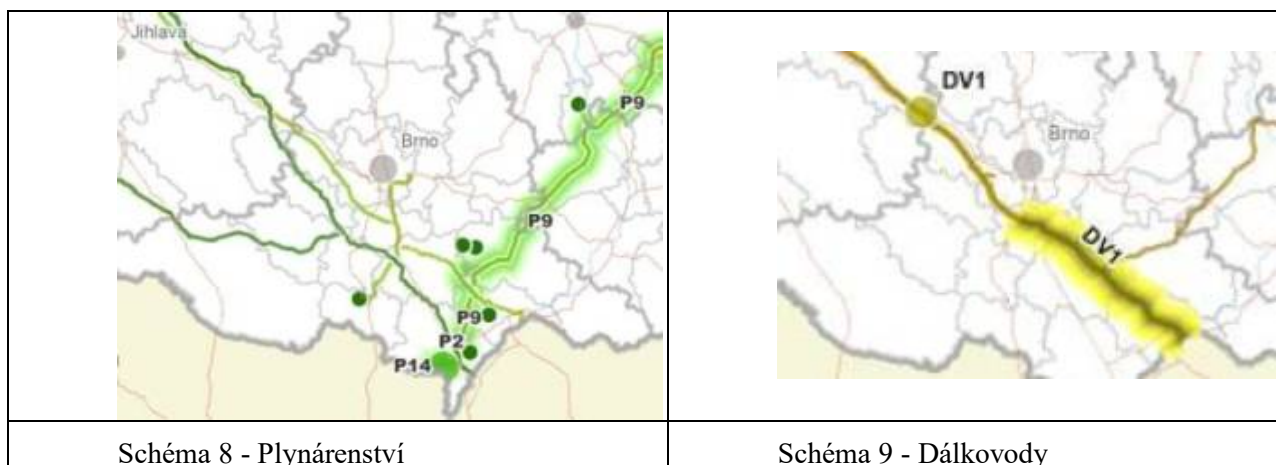 Jihlava
P9
Brno
P9
P9
P2
P14
DV1
Brno
DV1
Schéma 8 - Plynárenství
Schéma 9 - Dálkovody